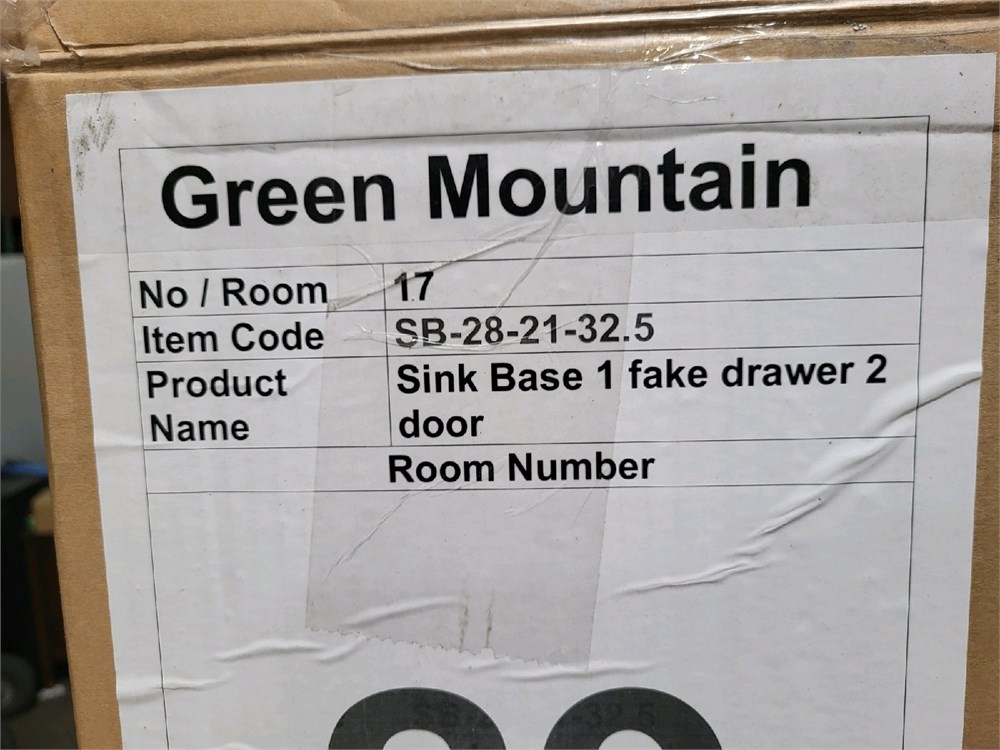 Green Mountain
No / Room 17
Item Code SB-28-21-32.5
Product Sink Base 1 fake drawer 2
Name door
Room Number